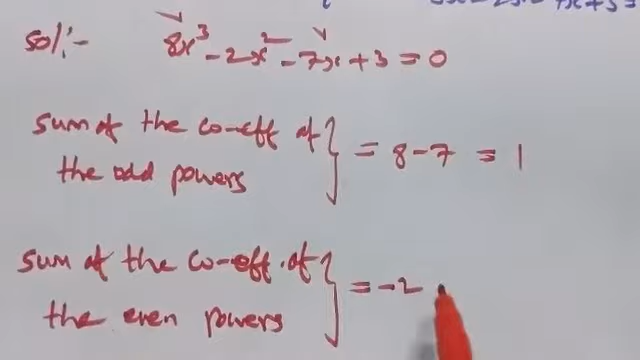 sol:- 8x³ - 2x² - 7x + 3 = 0
sum of the co-eff of
the odd powers } = 8 - 7 = 1
sum of the co-eff. of
the even powers } = -2